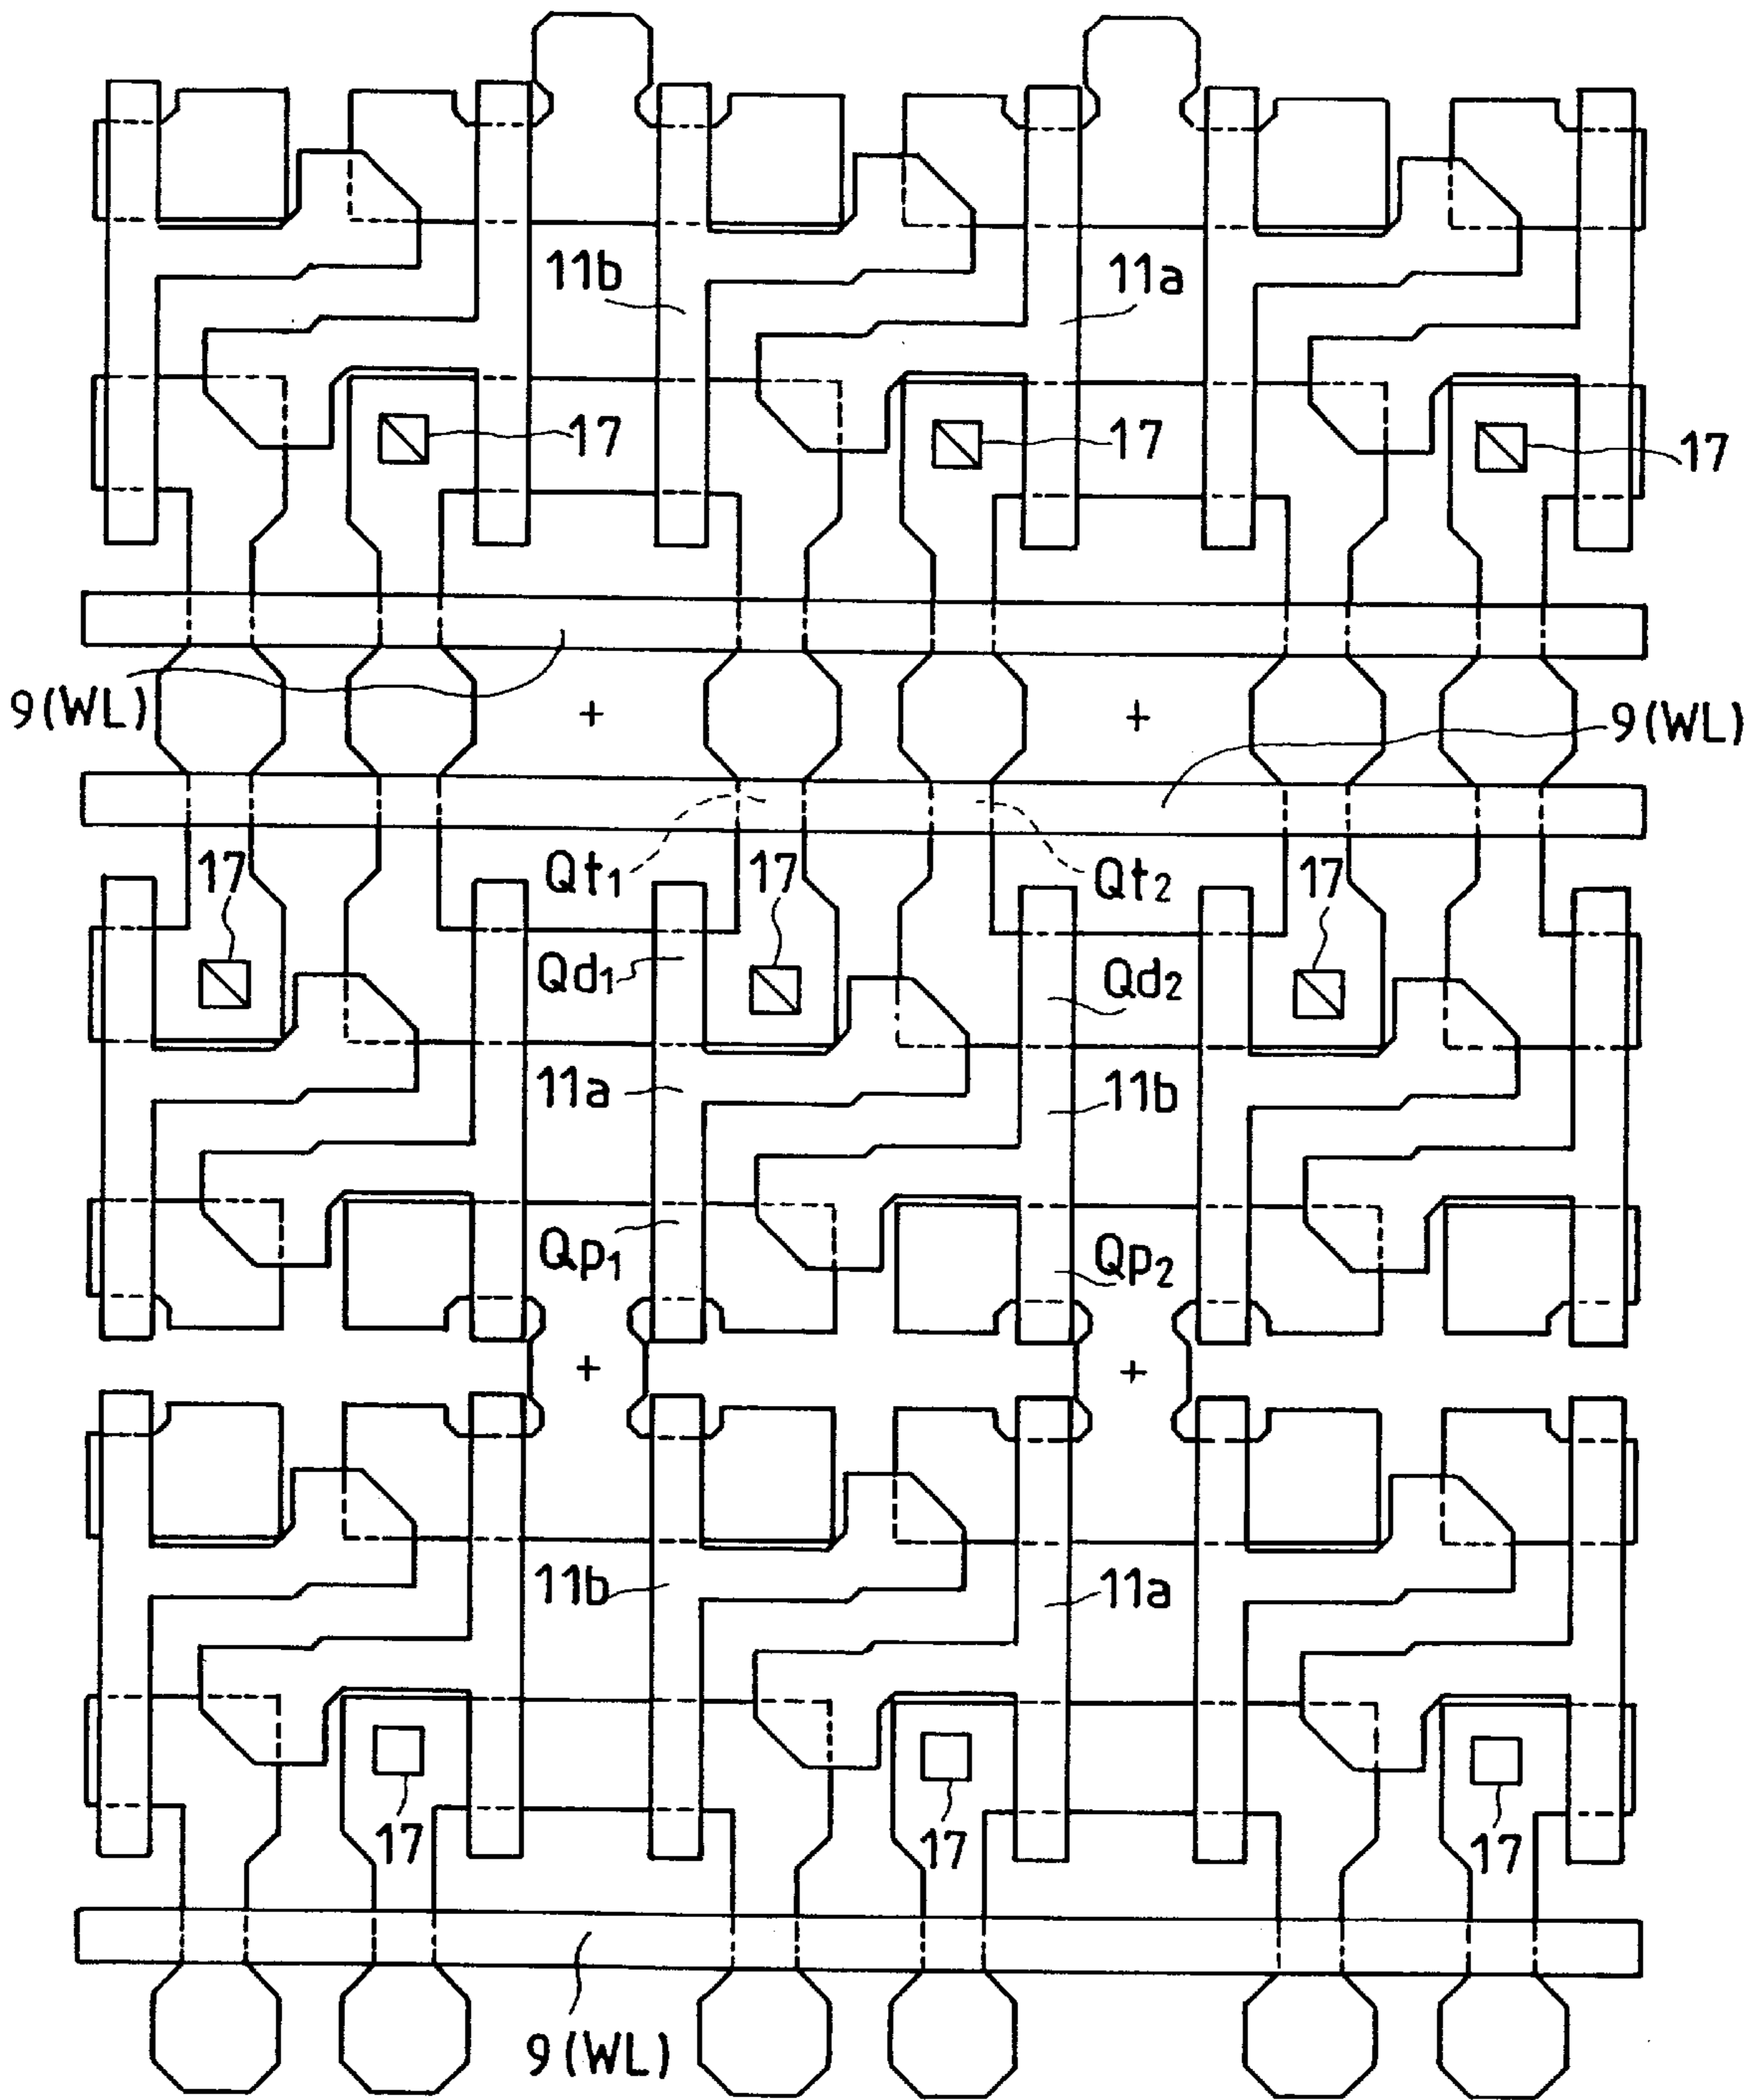 11b 11a
17 17 17
9(WL) + + 9(WL)
Qt1 Qt2
17 17 17
Qd1 Qd2
11a 11b
Qp1 Qp2
+ +
11b 11a
17 17 17
9(WL)